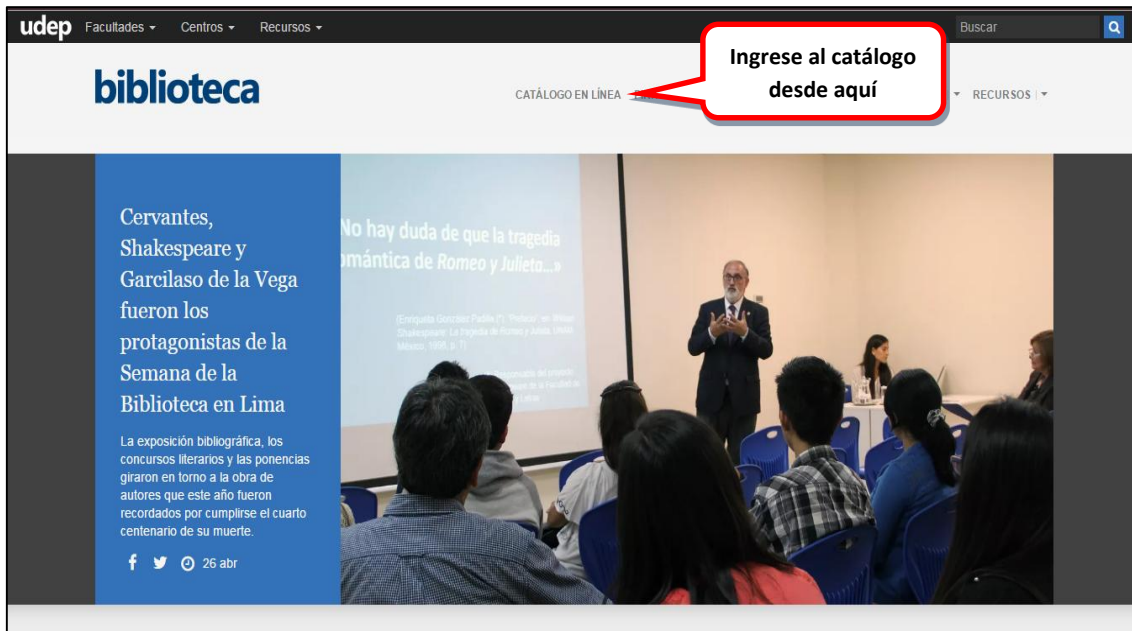 udep Facultades Centros Recursos Buscar
Ingrese al catálogo
desde aquí
biblioteca
CATÁLOGO EN LÍNEA RECURSOS
Cervantes,
Shakespeare y
Garcilaso de la Vega
fueron los
protagonistas de la
Semana de la
Biblioteca en Lima
La exposición bibliográfica, los
concursos literarios y las ponencias
giraron en torno a la obra de
autores que este año fueron
recordados por cumplirse el cuarto
centenario de su muerte.
26 abr
No hay duda de que la tragedia
omántica de Romeo y Julieta...»